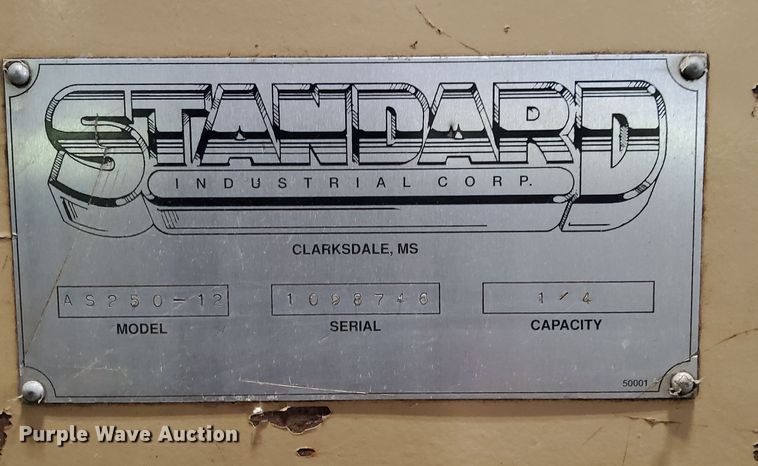 STANDARD
INDUSTRIAL CORP.
CLARKSDALE, MS
AS250-12 1098746 1/4
MODEL SERIAL CAPACITY
50001
Purple Wave Auction